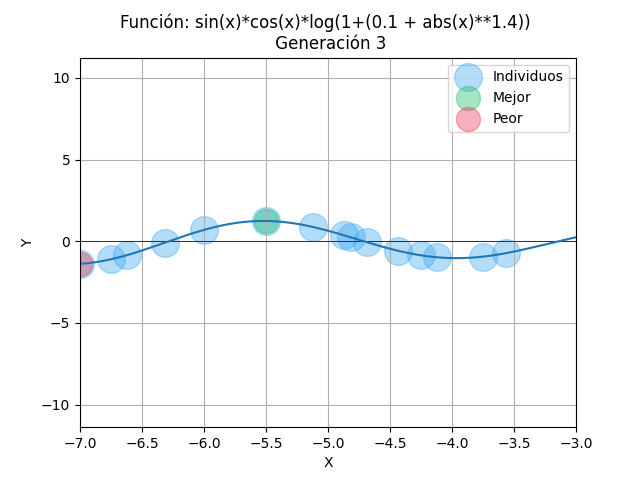 Función: sin(x)*cos(x)*log(1+(0.1 + abs(x)**1.4))
Generación 3
Individuos
Mejor
Peor
Y
10
5
0
−5
−10
−7.0 −6.5 −6.0 −5.5 −5.0 −4.5 −4.0 −3.5 −3.0
X